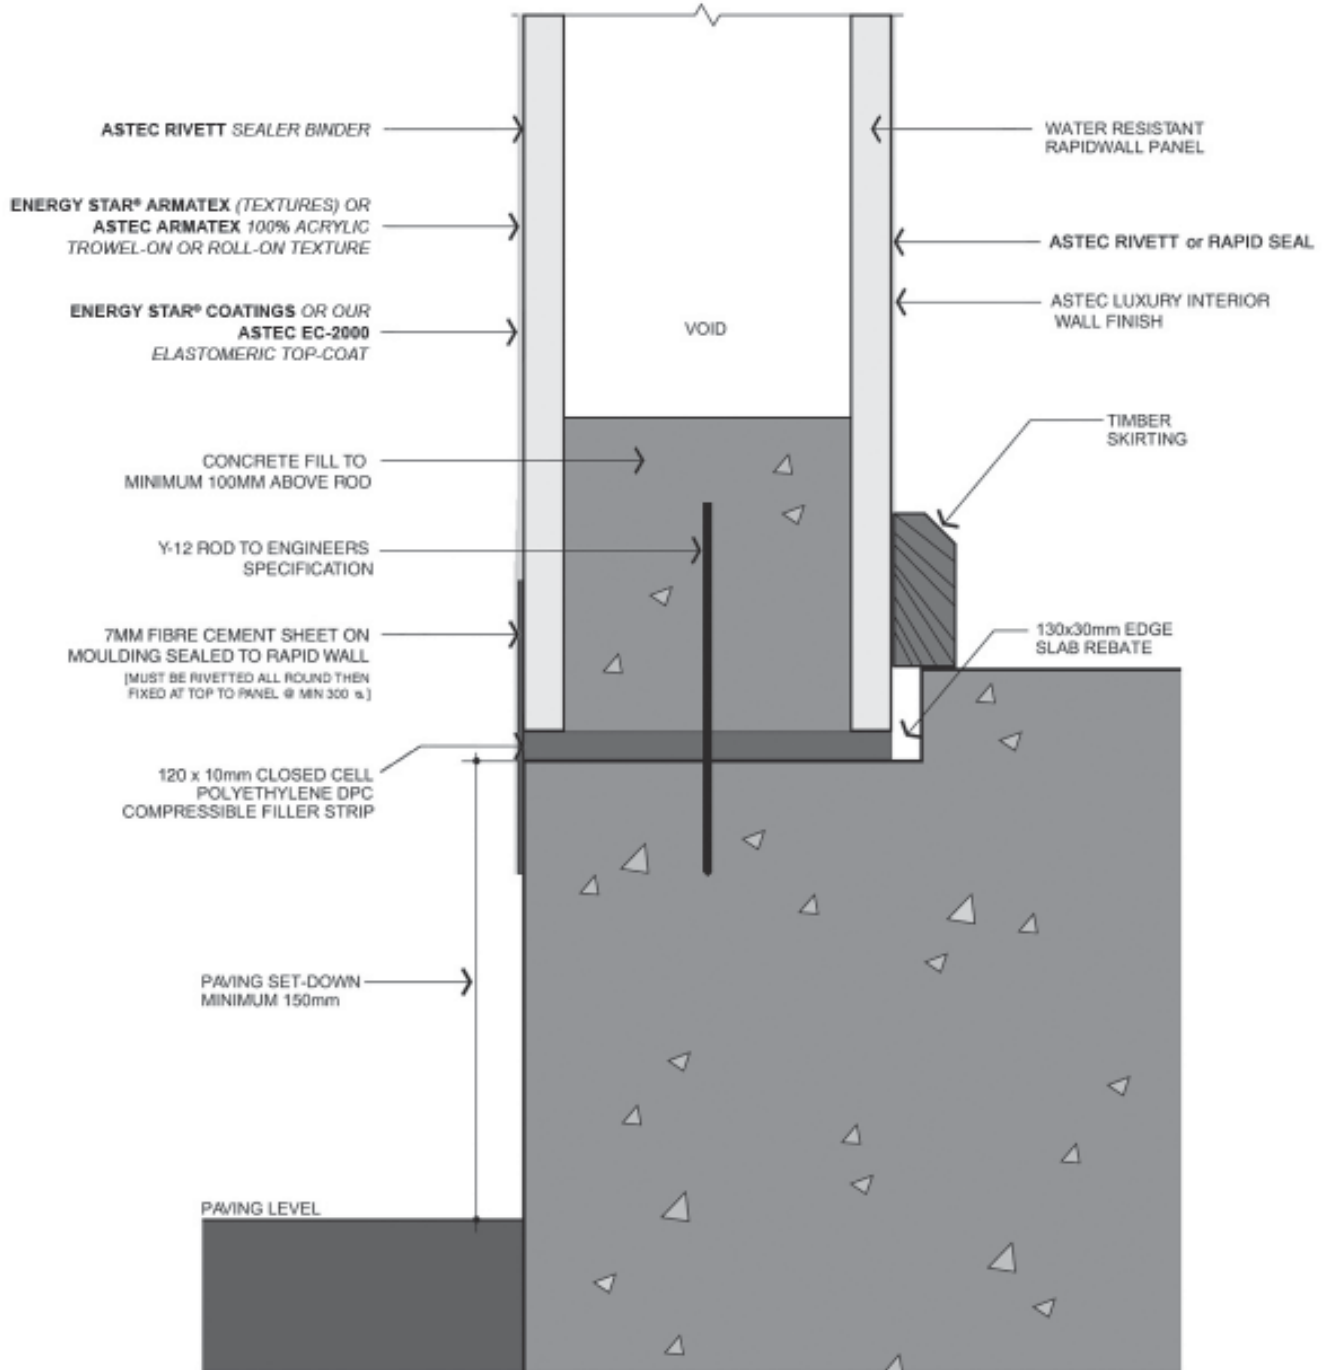 ASTEC RIVETT SEALER BINDER
ENERGY STAR® ARMATEX (TEXTURES) OR
ASTEC ARMATEX 100% ACRYLIC
TROWEL-ON OR ROLL-ON TEXTURE
ENERGY STAR® COATINGS OR OUR
ASTEC EC-2000
ELASTOMERIC TOP-COAT
CONCRETE FILL TO
MINIMUM 100MM ABOVE ROD
Y-12 ROD TO ENGINEERS
SPECIFICATION
7MM FIBRE CEMENT SHEET ON
MOULDING SEALED TO RAPID WALL
[MUST BE RIVETTED ALL ROUND THEN
FIXED AT TOP TO PANEL @ MIN 300 ]
120 x 10mm CLOSED CELL
POLYETHYLENE DPC
COMPRESSIBLE FILLER STRIP
PAVING SET-DOWN
MINIMUM 150mm
PAVING LEVEL
VOID
WATER RESISTANT
RAPIDWALL PANEL
ASTEC RIVETT or RAPID SEAL
ASTEC LUXURY INTERIOR
WALL FINISH
TIMBER
SKIRTING
130x30mm EDGE
SLAB REBATE